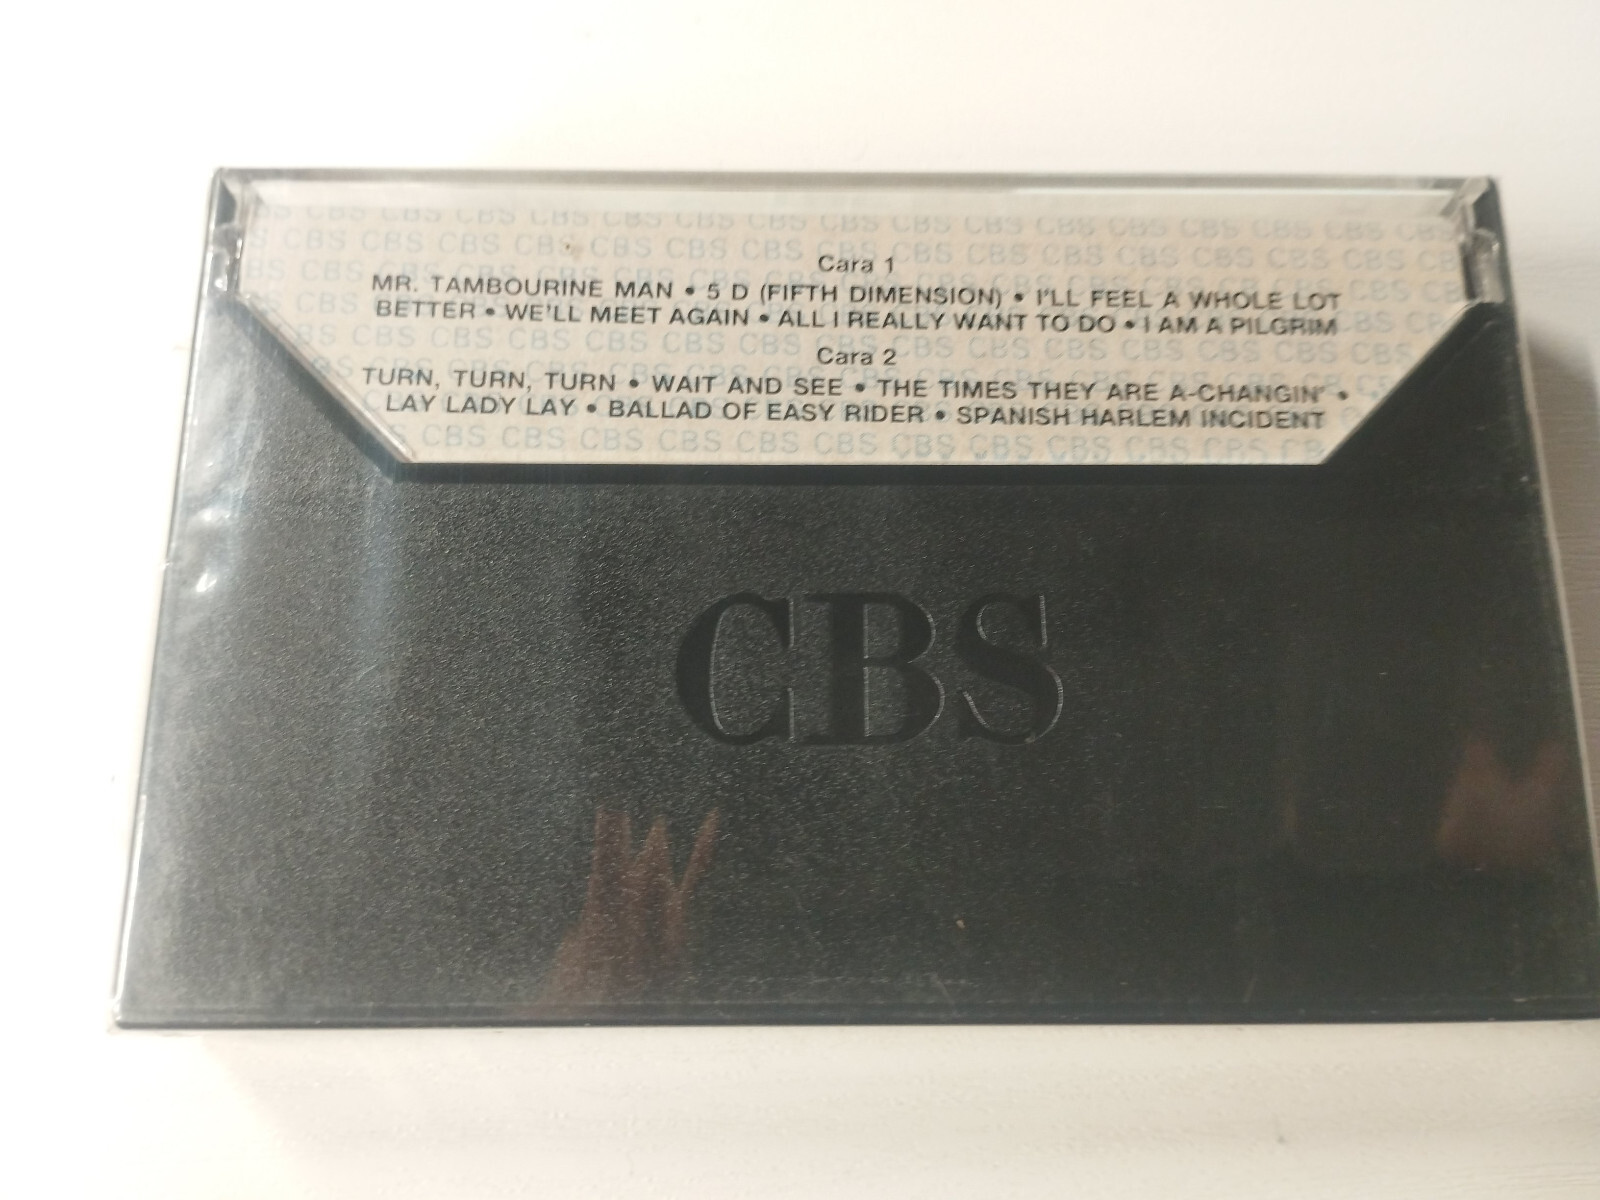 Cara 1
MR. TAMBOURINE MAN • 5 D (FIFTH DIMENSION) • I'LL FEEL A WHOLE LOT
BETTER • WE'LL MEET AGAIN • ALL I REALLY WANT TO DO • I AM A PILGRIM
Cara 2
TURN, TURN, TURN • WAIT AND SEE • THE TIMES THEY ARE A-CHANGIN' •
LAY LADY LAY • BALLAD OF EASY RIDER • SPANISH HARLEM INCIDENT
CBS